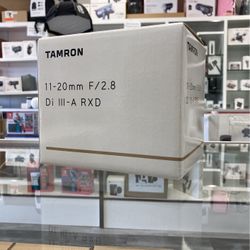 TAMRON
11-20mm F/2.8
Di III-A RXD